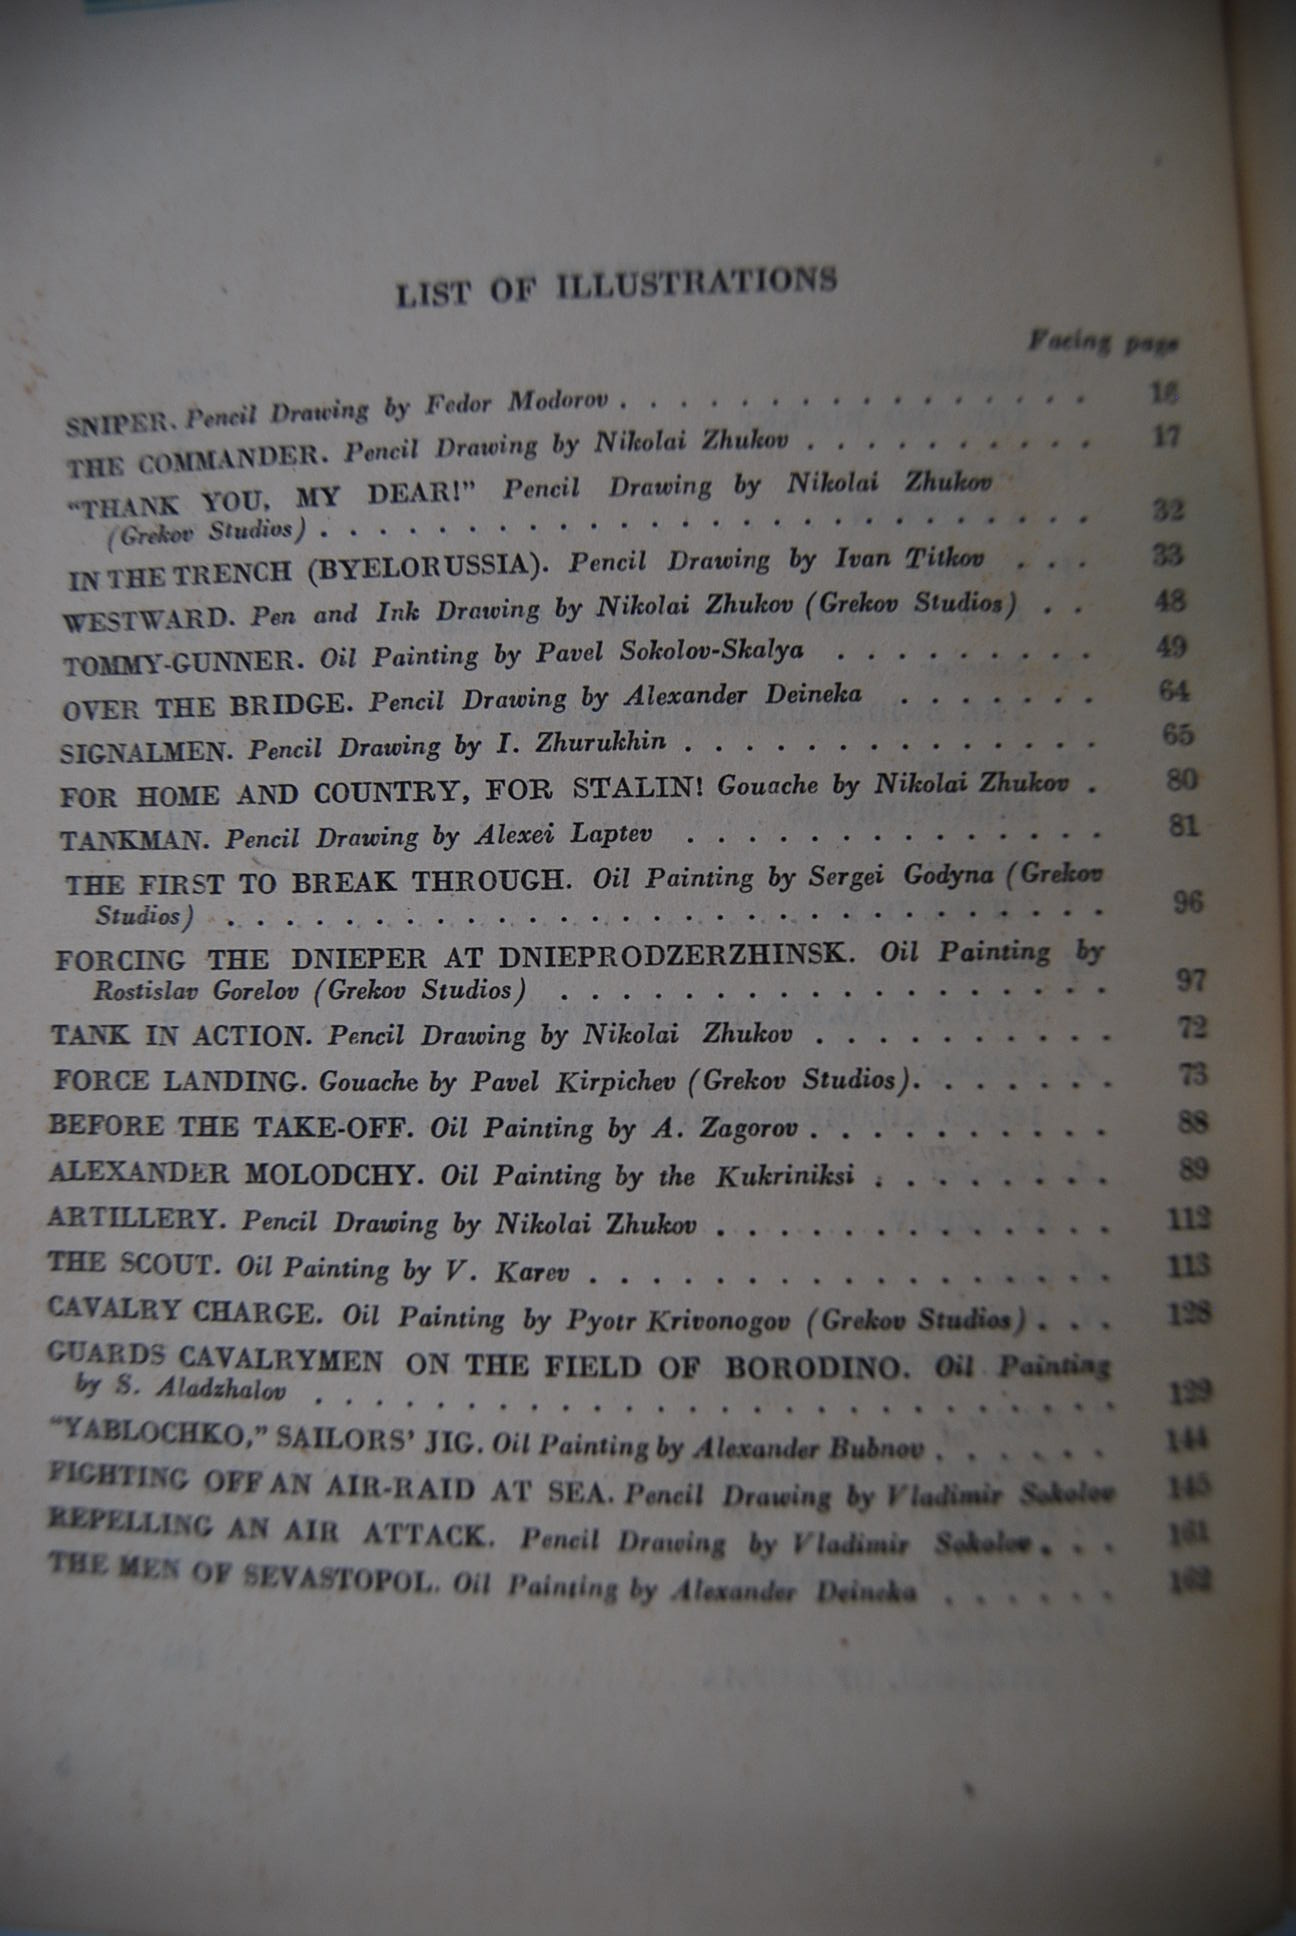 LIST OF ILLUSTRATIONS
Facing page
SNIPER. Pencil Drawing by Fedor Modorov . . . . . . . . . . . . . . . . 16
THE COMMANDER. Pencil Drawing by Nikolai Zhukov . . . . . . . . . . 17
“THANK YOU, MY DEAR!” Pencil Drawing by Nikolai Zhukov
(Grekov Studios) . . . . . . . . . . . . . . . . . . . . . . . . . . 32
IN THE TRENCH (BYELORUSSIA). Pencil Drawing by Ivan Titkov . . . 33
WESTWARD. Pen and Ink Drawing by Nikolai Zhukov (Grekov Studios) . . 48
TOMMY-GUNNER. Oil Painting by Pavel Sokolov-Skalya . . . . . . . . . 49
OVER THE BRIDGE. Pencil Drawing by Alexander Deineka . . . . . . . 64
SIGNALMEN. Pencil Drawing by I. Zhurukhin . . . . . . . . . . . . . . 65
FOR HOME AND COUNTRY, FOR STALIN! Gouache by Nikolai Zhukov . 80
TANKMAN. Pencil Drawing by Alexei Laptev . . . . . . . . . . . . . . 81
THE FIRST TO BREAK THROUGH. Oil Painting by Sergei Godyna (Grekov
Studios) . . . . . . . . . . . . . . . . . . . . . . . . . . . . . 96
FORCING THE DNIEPER AT DNIEPRODZERZHINSK. Oil Painting by
Rostislav Gorelov (Grekov Studios) . . . . . . . . . . . . . . . . . . 97
TANK IN ACTION. Pencil Drawing by Nikolai Zhukov . . . . . . . . . . 72
FORCE LANDING. Gouache by Pavel Kirpichev (Grekov Studios). . . . . . . 73
BEFORE THE TAKE-OFF. Oil Painting by A. Zagorov . . . . . . . . . . 88
ALEXANDER MOLODCHY. Oil Painting by the Kukriniksi . . . . . . . . 89
ARTILLERY. Pencil Drawing by Nikolai Zhukov . . . . . . . . . . . . . 112
THE SCOUT. Oil Painting by V. Karev . . . . . . . . . . . . . . . . . 113
CAVALRY CHARGE. Oil Painting by Pyotr Krivonogov (Grekov Studios) . . . 128
GUARDS CAVALRYMEN ON THE FIELD OF BORODINO. Oil Painting
by S. Aladzhalov . . . . . . . . . . . . . . . . . . . . . . . . . . 129
“YABLOCHKO,” SAILORS’ JIG. Oil Painting by Alexander Bubnov . . . . . . 144
FIGHTING OFF AN AIR-RAID AT SEA. Pencil Drawing by Vladimir Sokolov 145
REPELLING AN AIR ATTACK. Pencil Drawing by Vladimir Sokolov . . . 161
THE MEN OF SEVASTOPOL. Oil Painting by Alexander Deineka . . . . . . 162